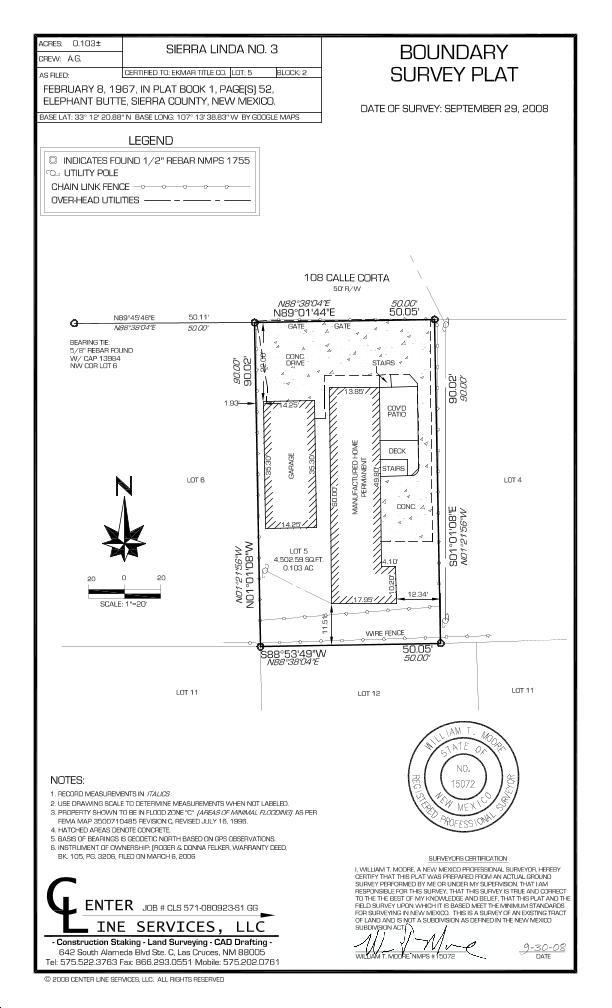 ACRES: 0.103±
CREW: A.G.
SIERRA LINDA NO. 3
AS FILED:
CERTIFIED TO: EKMAR TITLE CO. LOT: 5 BLOCK: 2
FEBRUARY 8, 1967, IN PLAT BOOK 1, PAGE(S) 52,
ELEPHANT BUTTE, SIERRA COUNTY, NEW MEXICO.
BASE LAT: 33° 12' 20.88" N BASE LONG: 107° 13' 38.83" W BY GOOGLE MAPS
BOUNDARY
SURVEY PLAT
DATE OF SURVEY: SEPTEMBER 29, 2008
LEGEND
INDICATES FOUND 1/2" REBAR NMPS 1755
UTILITY POLE
CHAIN LINK FENCE
OVER-HEAD UTILITIES
108 CALLE CORTA
50' R/W
N88°38'04"E 50.00'
N89°01'44"E 50.05'
N89°45'48"E 50.11'
N88°38'04"E 50.00'
GATE GATE
BEARING TIE
5/8" REBAR FOUND
W/ CAP 13984
NW COR LOT 6
90.00'
90.02'
22.00'
CONC.
DRIVE
STAIRS
90.02'
90.00'
1.93'
14.25'
13.85'
COV'D
PATIO
35.30'
GARAGE
35.30'
50.00'
MANUFACTURED HOME
PERMANENT
49.80'
DECK
STAIRS
LOT 6
LOT 4
CONC.
14.25'
N
N01°21'56"W
N01°01'08"W
S01°01'08"E
N01°21'56"W
LOT 5
4,502.59 SQ.FT.
0.103 AC
4.10'
10.20'
20 0 20
SCALE: 1"=20'
17.95'
12.34'
11.51'
WIRE FENCE
S88°53'49"W 50.05'
N88°38'04"E 50.00'
LOT 11
LOT 12
LOT 11
WILLIAM T. MOORE
STATE OF
NO.
15072
NEW MEXICO
REGISTERED PROFESSIONAL SURVEYOR
NOTES:
1. RECORD MEASUREMENTS IN ITALICS
2. USE DRAWING SCALE TO DETERMINE MEASUREMENTS WHEN NOT LABELED.
3. PROPERTY SHOWN TO BE IN FLOOD ZONE "C" (AREAS OF MINIMAL FLOODING) AS PER
FEMA MAP 3500710485 REVISION C, REVISED JULY 16, 1996.
4. HATCHED AREAS DENOTE CONCRETE.
5. BASIS OF BEARINGS IS GEODETIC NORTH BASED ON GPS OBSERVATIONS.
6. INSTRUMENT OF OWNERSHIP: (ROGER & DONNA FELKER, WARRANTY DEED,
BK. 105, PG. 3206, FILED ON MARCH 6, 2006
SURVEYOR'S CERTIFICATION
I, WILLIAM T. MOORE, A NEW MEXICO PROFESSIONAL SURVEYOR, HEREBY
CERTIFY THAT THIS PLAT WAS PREPARED FROM AN ACTUAL GROUND
SURVEY PERFORMED BY ME OR UNDER MY SUPERVISION, THAT I AM
RESPONSIBLE FOR THIS SURVEY, THAT THIS SURVEY IS TRUE AND CORRECT
TO THE THE BEST OF MY KNOWLEDGE AND BELIEF, THAT THIS PLAT AND THE
FIELD SURVEY UPON WHICH IT IS BASED MEET THE MINIMUM STANDARDS
FOR SURVEYING IN NEW MEXICO. THIS IS A SURVEY OF AN EXISTING TRACT
OF LAND AND IS NOT A SUBDIVISION AS DEFINED IN THE NEW MEXICO
SUBDIVISION ACT.
William T Moore
WILLIAM T. MOORE NMPS # 15072
9-30-08
DATE
CENTER JOB # CLS 571-080923-51 GG
LINE SERVICES, LLC
- Construction Staking - Land Surveying - CAD Drafting -
642 South Alameda Blvd Ste. C, Las Cruces, NM 88005
Tel: 575.522.3763 Fax: 866.293.0551 Mobile: 575.202.0761
© 2008 CENTER LINE SERVICES, LLC. ALL RIGHTS RESERVED